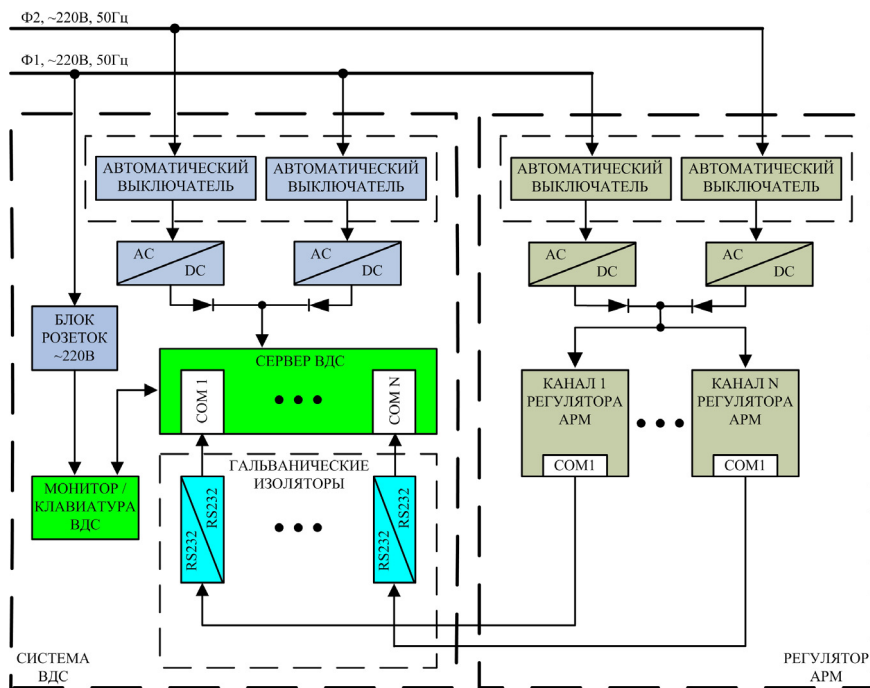 Ф2, ~220В, 50Гц
Ф1, ~220В, 50Гц
АВТОМАТИЧЕСКИЙ
ВЫКЛЮЧАТЕЛЬ
АВТОМАТИЧЕСКИЙ
ВЫКЛЮЧАТЕЛЬ
АВТОМАТИЧЕСКИЙ
ВЫКЛЮЧАТЕЛЬ
АВТОМАТИЧЕСКИЙ
ВЫКЛЮЧАТЕЛЬ
AC
DC
AC
DC
AC
DC
AC
DC
БЛОК
РОЗЕТОК
~220В
СЕРВЕР ВДС
COM 1
COM N
КАНАЛ 1
РЕГУЛЯТОРА
АРМ
COM1
КАНАЛ N
РЕГУЛЯТОРА
АРМ
COM1
ГАЛЬВАНИЧЕСКИЕ
ИЗОЛЯТОРЫ
МОНИТОР /
КЛАВИАТУРА
ВДС
RS232
RS232
RS232
RS232
СИСТЕМА
ВДС
РЕГУЛЯТОР
АРМ